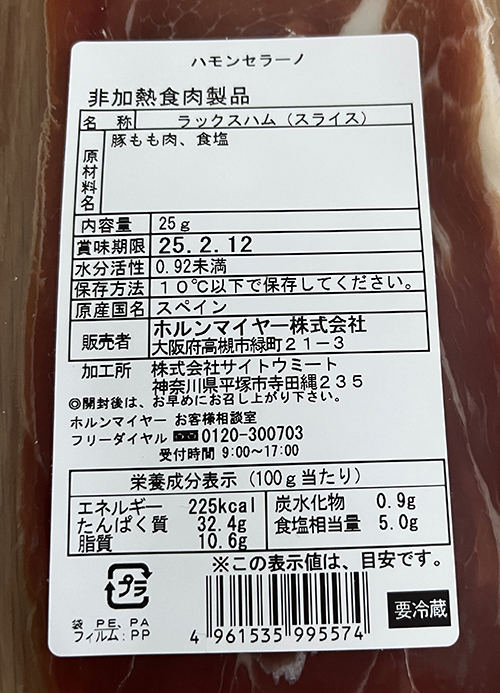 ハモンセラーノ
非加熱食肉製品
名 称 ラックスハム（スライス）
原材料名 豚もも肉、食塩
内容量 25g
賞味期限 25.2.12
水分活性 0.92未満
保存方法 10℃以下で保存してください。
原産国名 スペイン
販売者 ホルンマイヤー株式会社
大阪府高槻市緑町21-3
加工所 株式会社サイトウミート
神奈川県平塚市寺田縄235
◎開封後は、お早めにお召し上がり下さい。
ホルンマイヤー お客様相談室
フリーダイヤル 0120-300703
受付時間 9:00～17:00
栄養成分表示（100g当たり）
エネルギー 225kcal 炭水化物 0.9g
たんぱく質 32.4g 食塩相当量 5.0g
脂質 10.6g
※この表示値は、目安です。
プラ
要冷蔵
袋 PE、PA
フィルム:PP
4 961535 995574